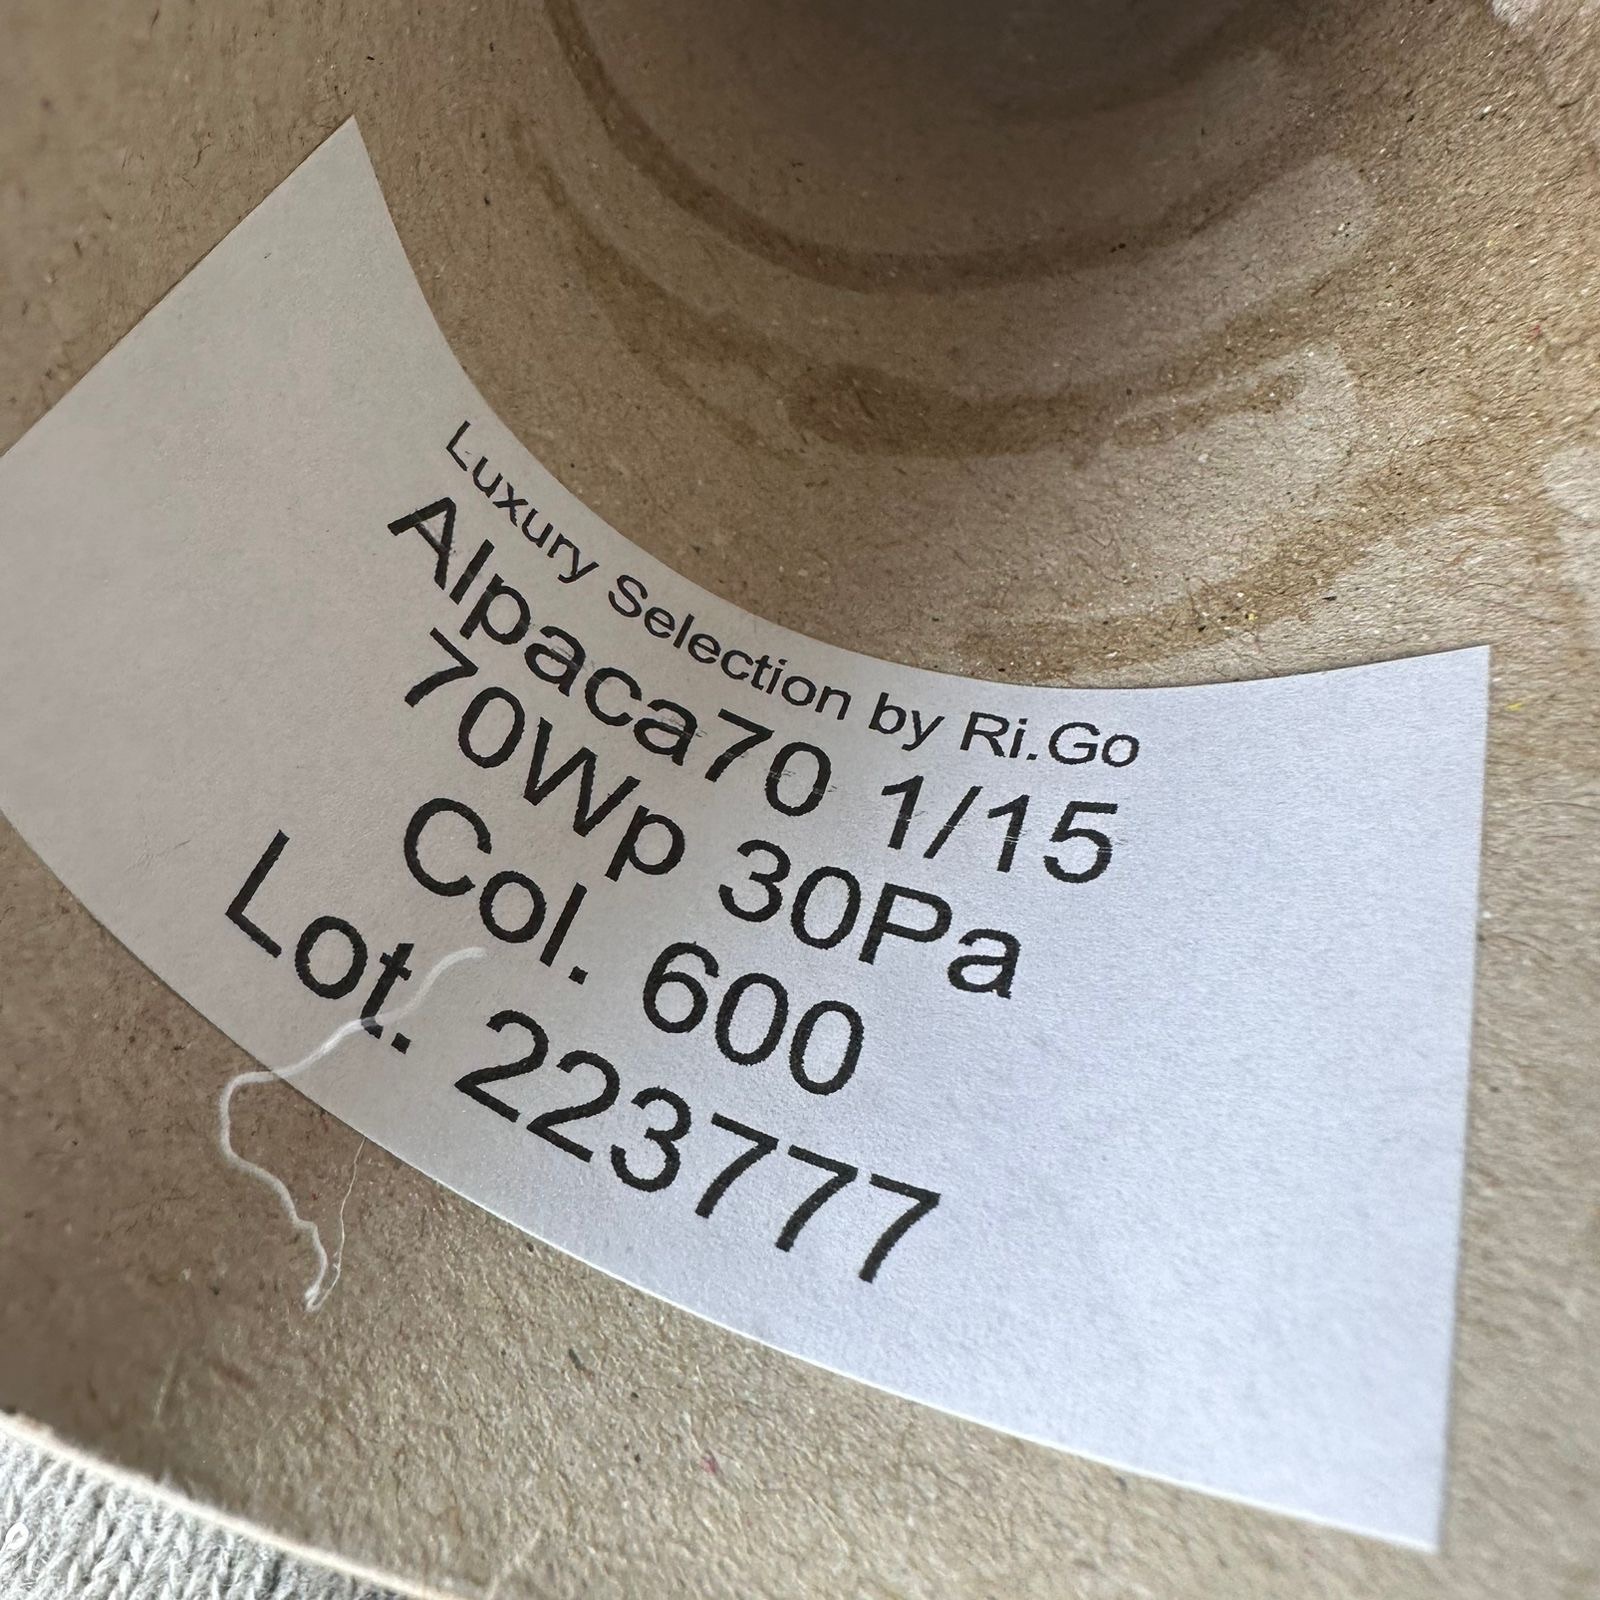 Luxury Selection by Ri.Go
Alpaca70 1/15
70Wp 30Pa
Col. 600
Lot. 223777